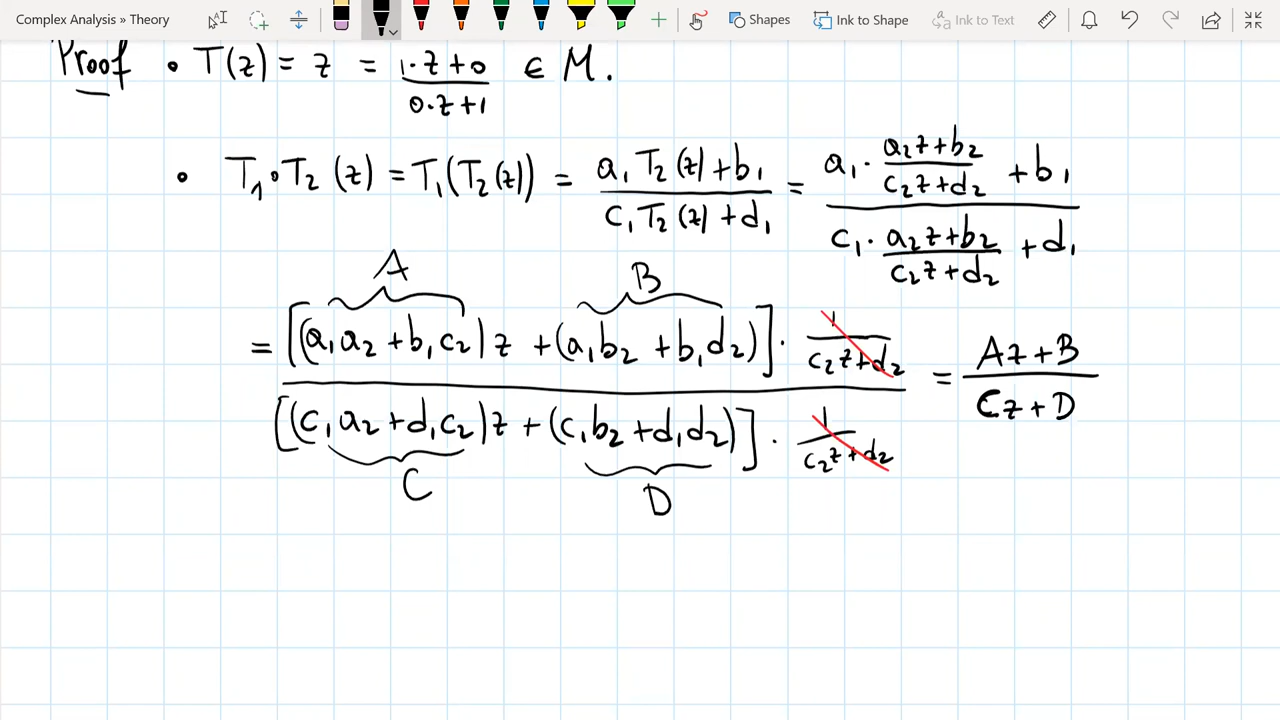 Complex Analysis » Theory Shapes Ink to Shape Ink to Text
Proof • T(z) = z = (1·z+0)/(0·z+1) ∈ M.
• T₁∘T₂(z) = T₁(T₂(z)) = (a₁T₂(z)+b₁)/(c₁T₂(z)+d₁) = (a₁·(a₂z+b₂)/(c₂z+d₂) + b₁)/(c₁·(a₂z+b₂)/(c₂z+d₂) + d₁)
A B
= [(a₁a₂+b₁c₂)z + (a₁b₂+b₁d₂)]·1/(c₂z+d₂) / [(c₁a₂+d₁c₂)z + (c₁b₂+d₁d₂)]·1/(c₂z+d₂) = (Az+B)/(Cz+D)
C D